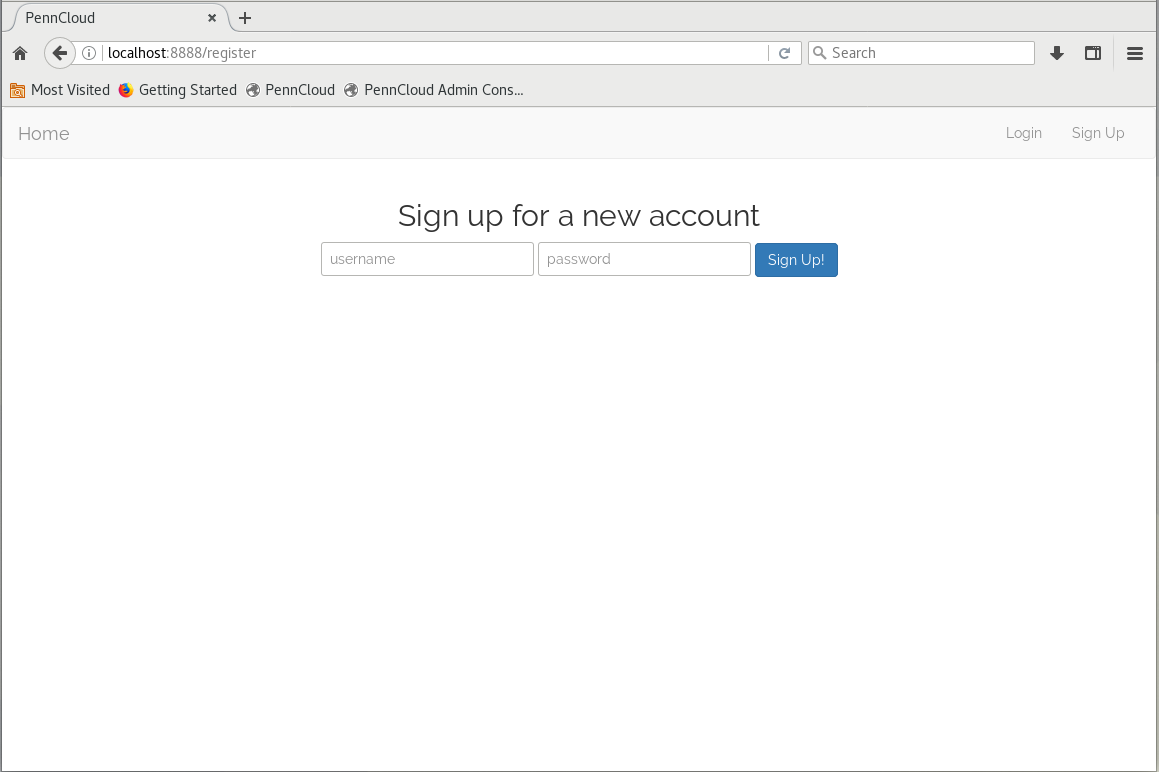 PennCloud
localhost:8888/register
Search
Most Visited Getting Started PennCloud PennCloud Admin Cons...
Home Login Sign Up
Sign up for a new account
username password Sign Up!